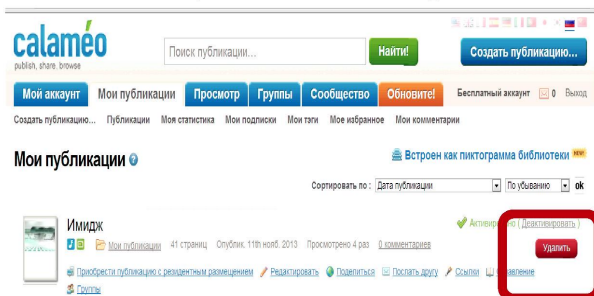 calaméo
publish, share, browse
Поиск публикации...
Найти!
Создать публикацию...
Мой аккаунт Мои публикации Просмотр Группы Сообщество Обновите! Бесплатный аккаунт 0 Выход
Создать публикацию... Публикации Моя статистика Мои подписки Мои тэги Мое избранное Мои комментарии
Мои публикации
Встроен как пиктограмма библиотеки NEW!
Сортировать по : Дата публикации По убыванию ok
Имидж
( Деактивировать )
Мои публикации 41 страниц Опублик. 11th нояб. 2013 Просмотрено 4 раз 0 комментариев
Удалить
Приобрести публикацию с резидентным размещением Редактировать Поделиться Послать другу Ссылки
Группы